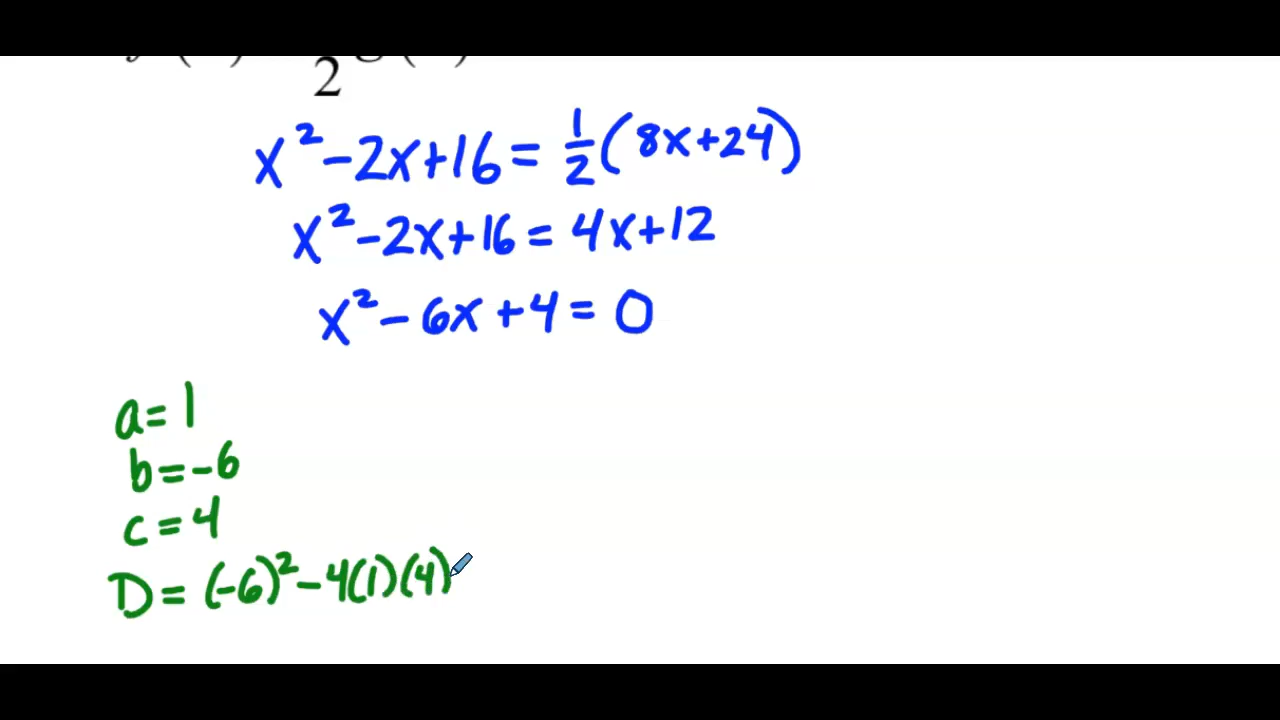 2
x² - 2x + 16 = 1/2 (8x + 24)
x² - 2x + 16 = 4x + 12
x² - 6x + 4 = 0
a = 1
b = -6
c = 4
D = (-6)² - 4(1)(4)